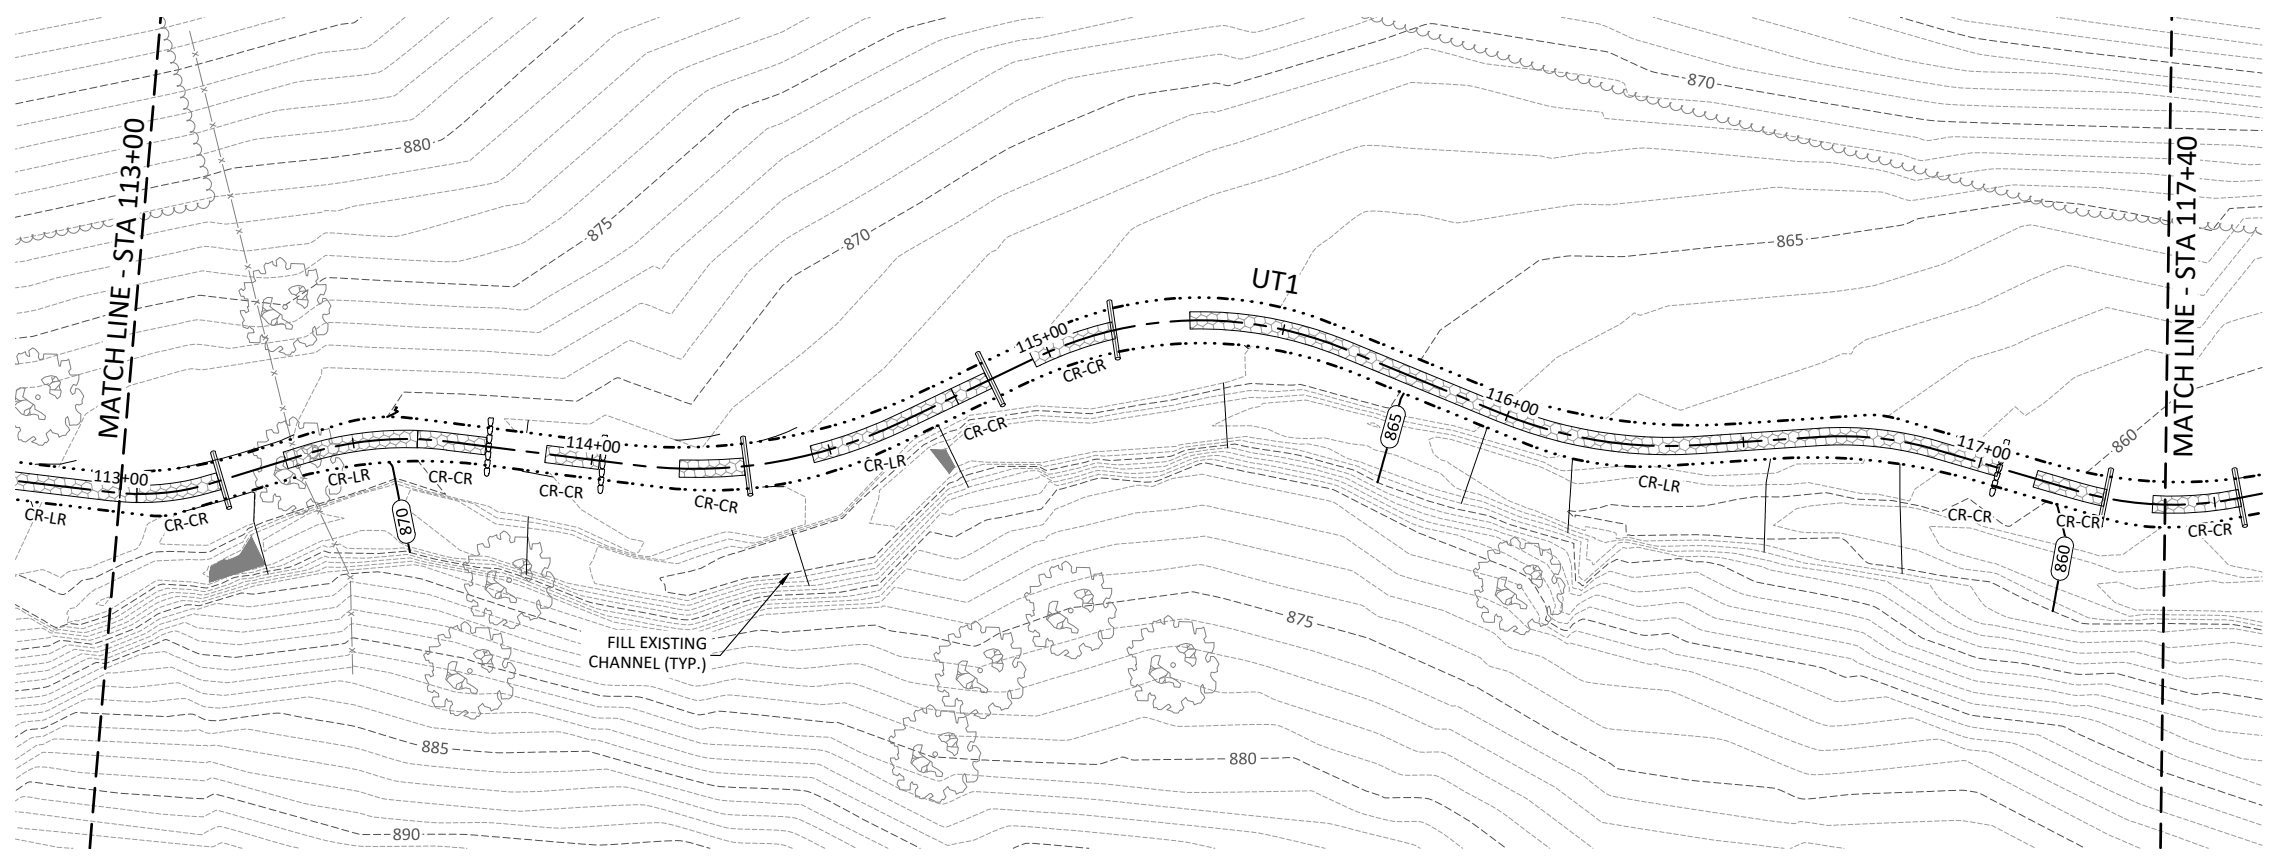 870
MATCH LINE - STA 113+00
880
MATCH LINE - STA 117+40
875
870
865
UT1
115+00
CR-CR
116+00
865
114+00
CR-CR
117+00
860
113+00
CR-LR
CR-CR
CR-LR
CR-CR
CR-CR
CR-CR
CR-LR
CR-LR
CR-CR
CR-CR
CR-CR
870
860
FILL EXISTING
CHANNEL (TYP.)
875
885
880
890